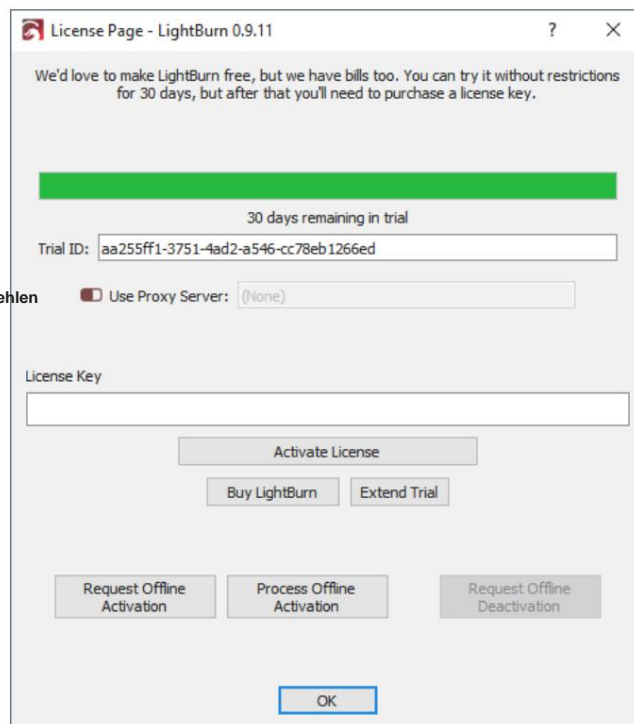 License Page - LightBurn 0.9.11
?
We'd love to make LightBurn free, but we have bills too. You can try it without restrictions
for 30 days, but after that you'll need to purchase a license key.
30 days remaining in trial
Trial ID: aa255ff1-3751-4ad2-a546-cc78eb1266ed
ehlen
Use Proxy Server: (None)
License Key
Activate License
Buy LightBurn Extend Trial
Request Offline Process Offline Request Offline
Activation Activation Deactivation
OK